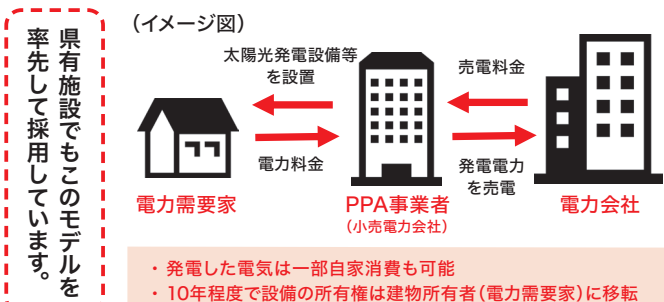 県有施設でもこのモデルを
率先して採用しています。
（イメージ図）
太陽光発電設備等
を設置
電力料金
売電料金
発電電力
を売電
電力需要家
PPA事業者
（小売電力会社）
電力会社
・発電した電気は一部自家消費も可能
・10年程度で設備の所有権は建物所有者（電力需要家）に移転